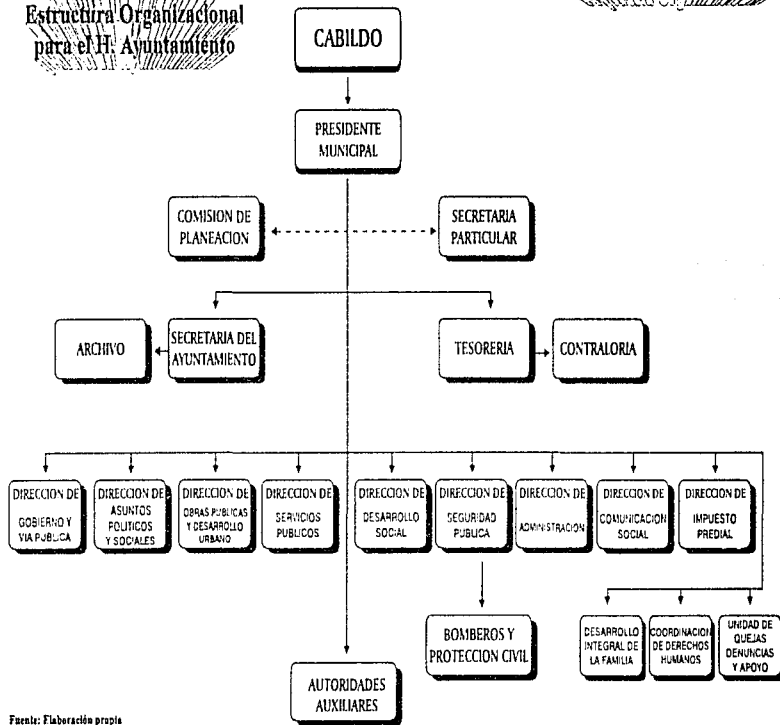 Estructura Organizacional
para el H. Ayuntamiento
CABILDO
PRESIDENTE
MUNICIPAL
COMISION DE
PLANEACION
SECRETARIA
PARTICULAR
ARCHIVO
SECRETARIA DEL
AYUNTAMIENTO
TESORERIA
CONTRALORIA
DIRECCION DE
GOBIERNO Y
VIA PUBLICA
DIRECCION DE
ASUNTOS
POLITICOS
Y SOCIALES
DIRECCION DE
OBRAS PUBLICAS
Y DESARROLLO
URBANO
DIRECCION DE
SERVICIOS
PUBLICOS
DIRECCION DE
DESARROLLO
SOCIAL
DIRECCION DE
SEGURIDAD
PUBLICA
DIRECCION DE
ADMINISTRACION
DIRECCION DE
COMUNICACION
SOCIAL
DIRECCION DE
IMPUESTO
PREDIAL
BOMBEROS Y
PROTECCION CIVIL
DESARROLLO
INTEGRAL DE
LA FAMILIA
COORDINACION
DE DERECHOS
HUMANOS
UNIDAD DE
QUEJAS
DENUNCIAS
Y APOYO
AUTORIDADES
AUXILIARES
Fuente: Elaboración propia